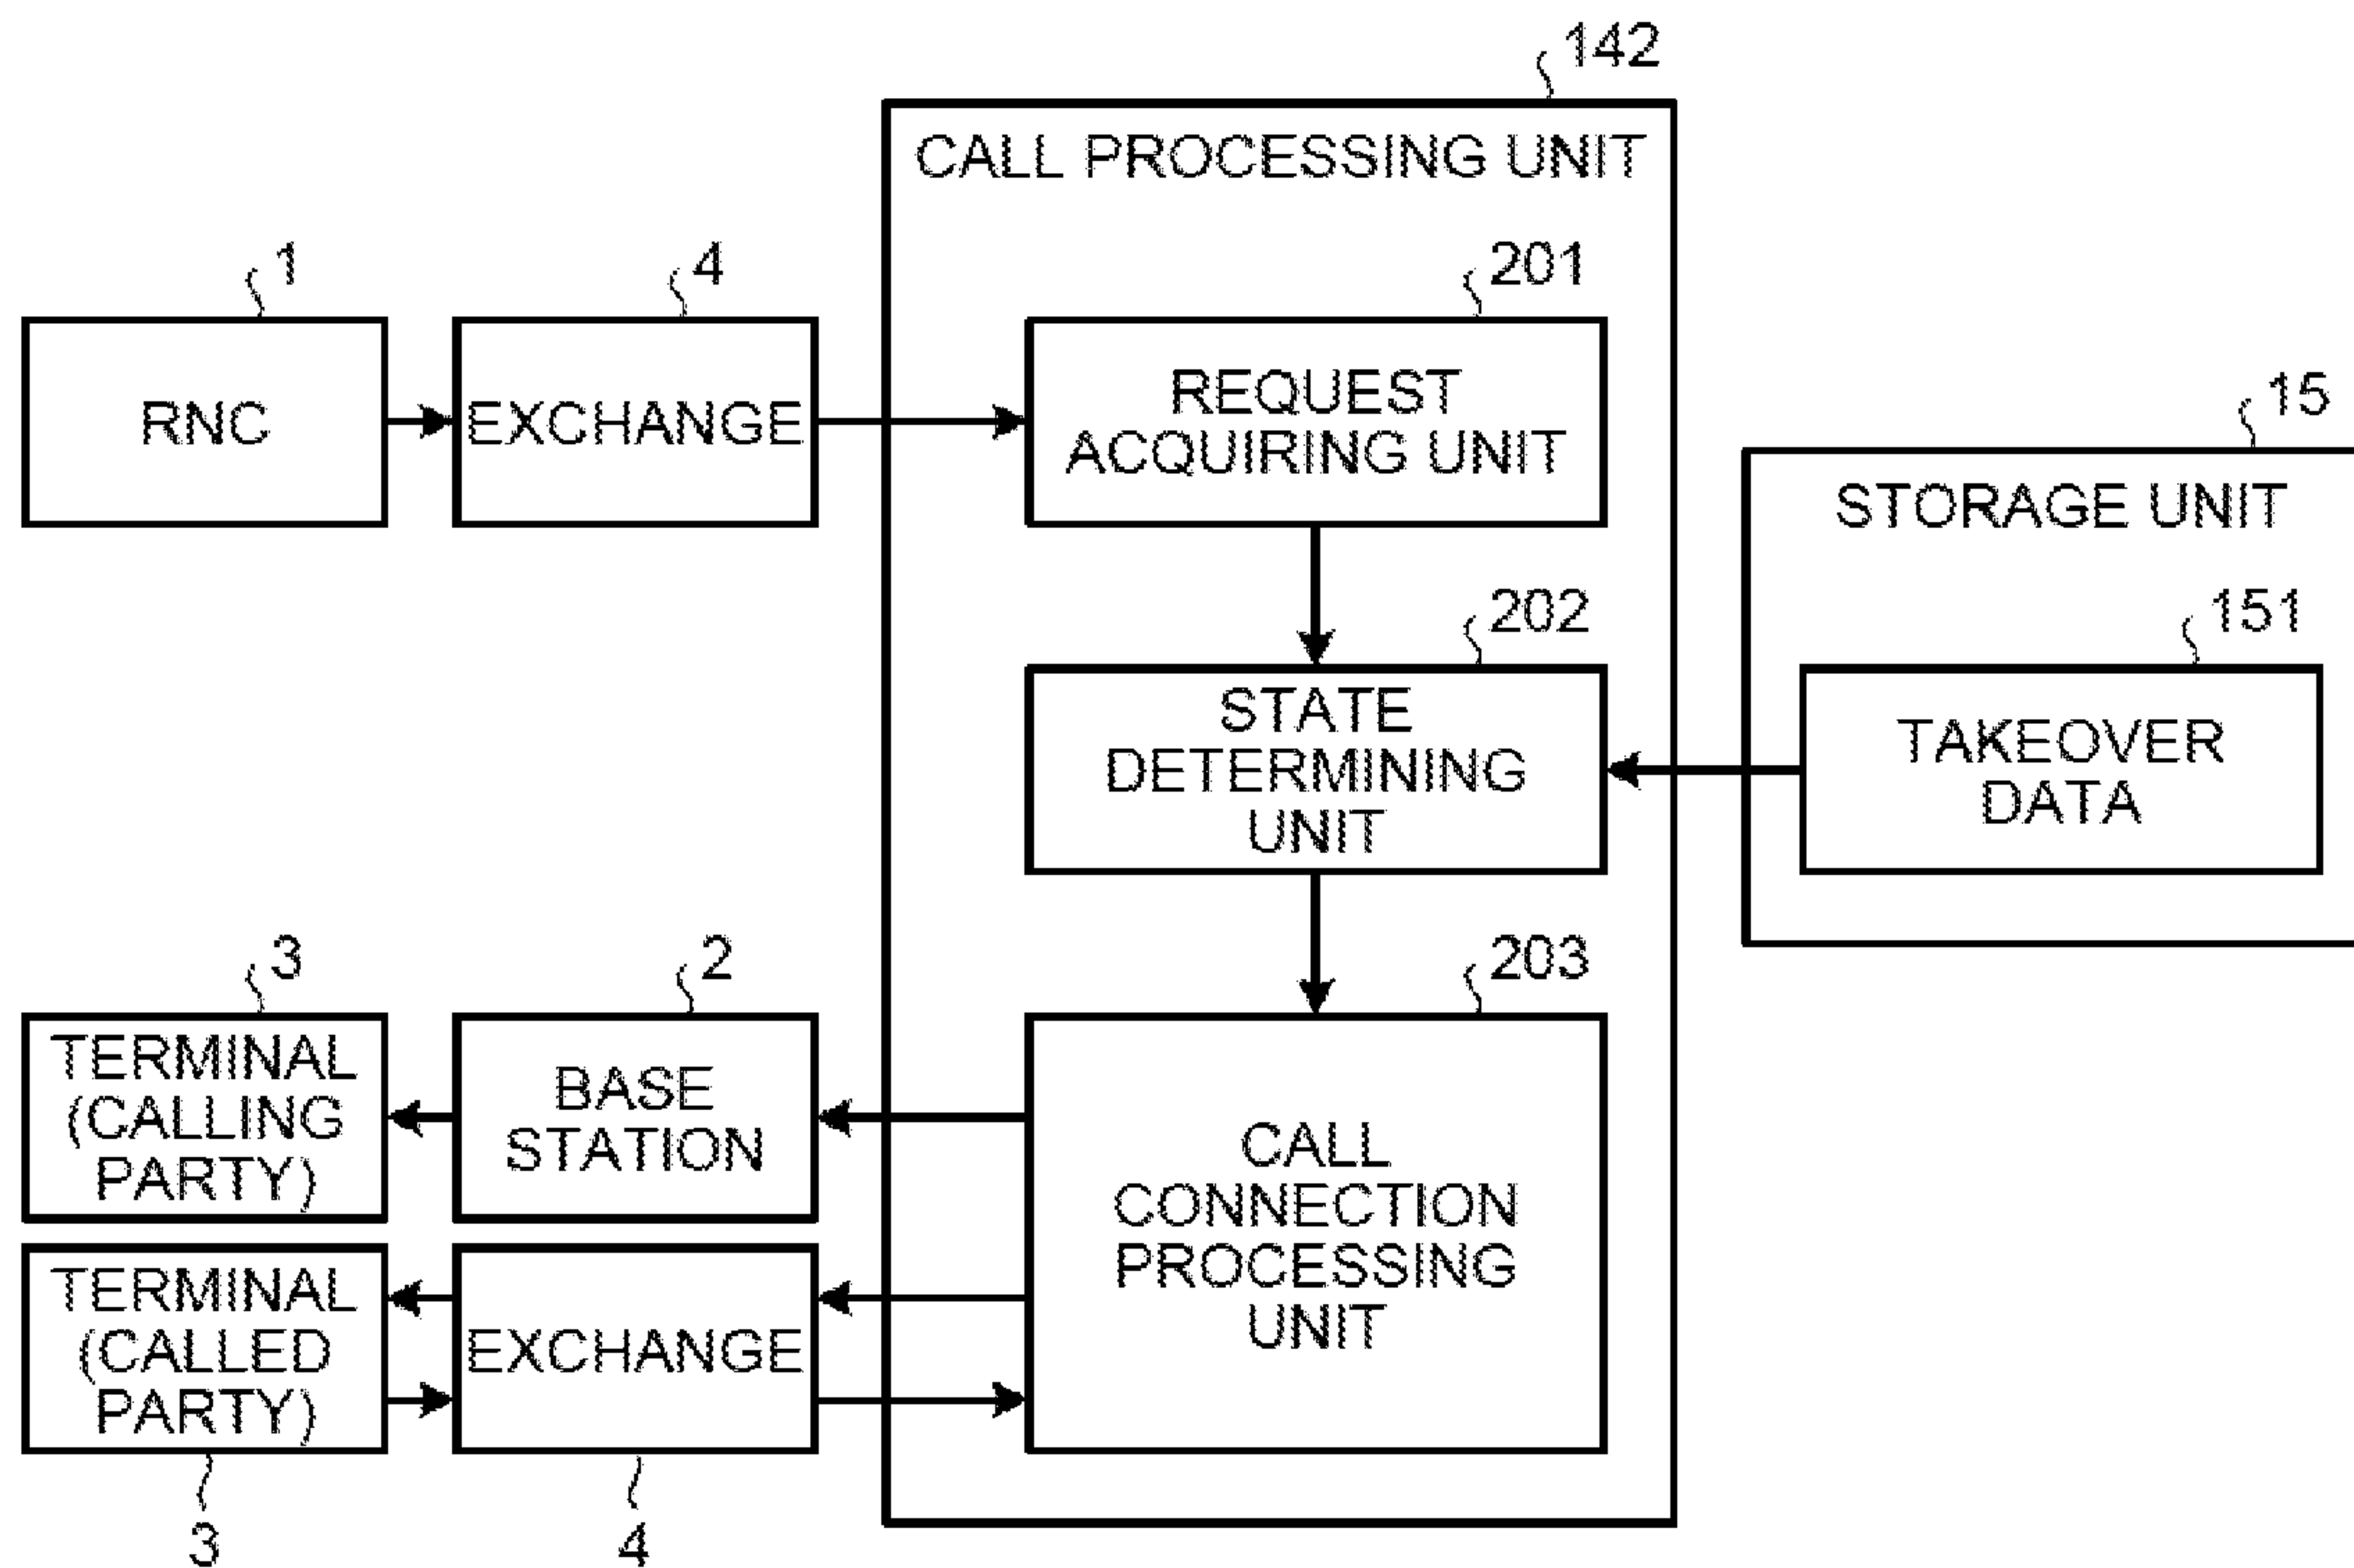 142
CALL PROCESSING UNIT
1
4
201
RNC
EXCHANGE
REQUEST
ACQUIRING UNIT
15
STORAGE UNIT
202
151
STATE
DETERMINING
UNIT
TAKEOVER
DATA
3
2
203
TERMINAL
(CALLING
PARTY)
BASE
STATION
CALL
CONNECTION
PROCESSING
UNIT
TERMINAL
(CALLED
PARTY)
EXCHANGE
3
4